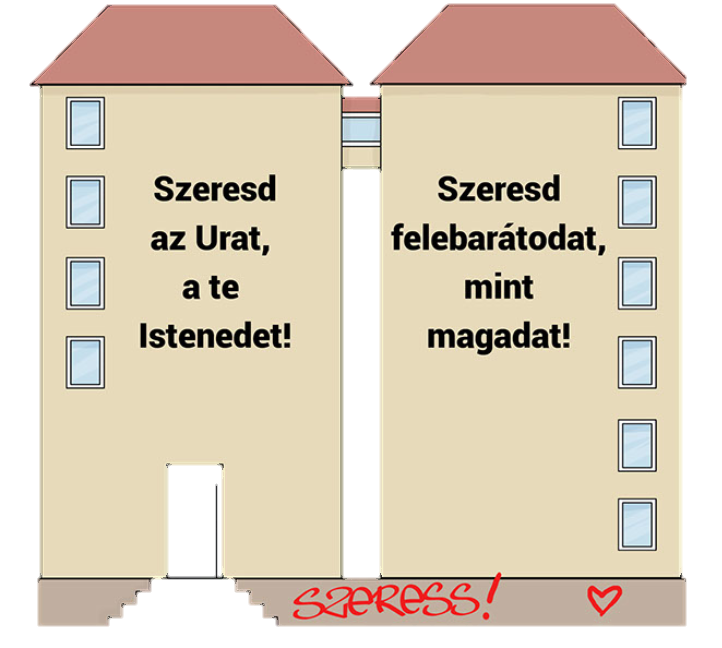 Szeresd
az Urat,
a te
Istenedet!
Szeresd
felebarátodat,
mint
magadat!
SZERESS!